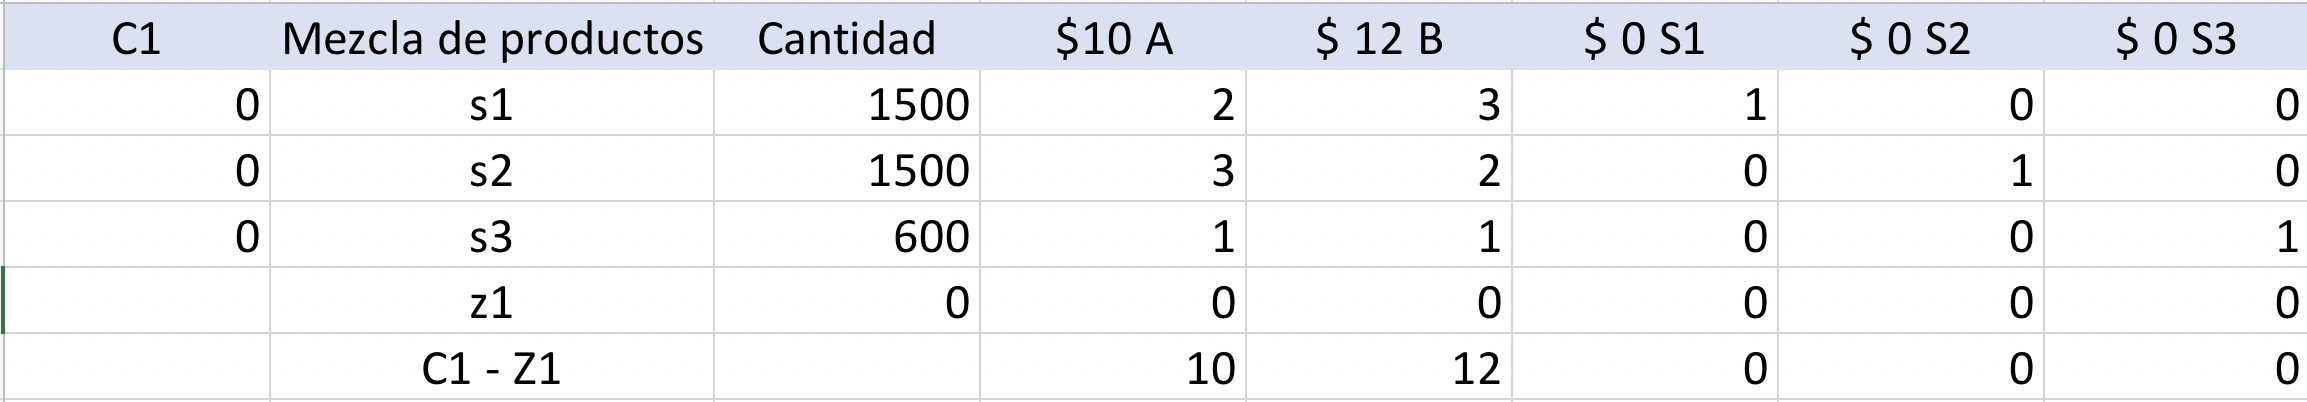 C1 Mezcla de productos Cantidad $10 A $ 12 B $ 0 S1 $ 0 S2 $ 0 S3
0 s1 1500 2 3 1 0 0
0 s2 1500 3 2 0 1 0
0 s3 600 1 1 0 0 1
z1 0 0 0 0 0 0
C1 - Z1 10 12 0 0 0